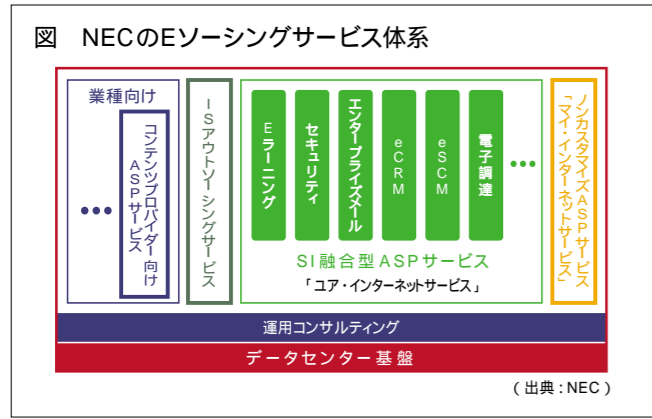 図 NECのEソーシングサービス体系
業種向け
•••
コンテンツプロバイダー向け
ASPサービス
ISアウトソーシングサービス
Eラーニング
セキュリティ
エンタープライズメール
eCRM
eSCM
電子調達
•••
SI融合型ASPサービス
「ユア・インターネットサービス」
ノンカスタマイズASPサービス
「マイ・インターネットサービス」
運用コンサルティング
データセンター基盤
（出典：NEC）